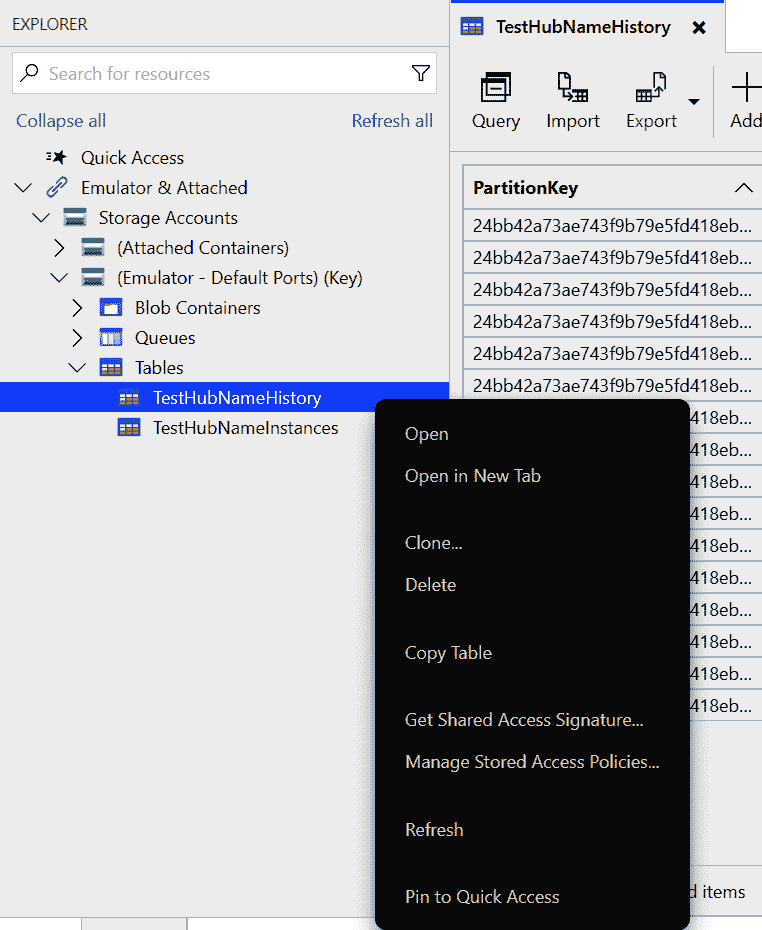 EXPLORER
Search for resources
Collapse all
Refresh all
Quick Access
Emulator & Attached
Storage Accounts
(Attached Containers)
(Emulator - Default Ports) (Key)
Blob Containers
Queues
Tables
TestHubNameHistory
TestHubNameInstances
TestHubNameHistory
Query
Import
Export
Add
PartitionKey
24bb42a73ae743f9b79e5fd418eb...
24bb42a73ae743f9b79e5fd418eb...
24bb42a73ae743f9b79e5fd418eb...
24bb42a73ae743f9b79e5fd418eb...
24bb42a73ae743f9b79e5fd418eb...
24bb42a73ae743f9b79e5fd418eb...
418eb...
418eb...
418eb...
418eb...
418eb...
418eb...
418eb...
418eb...
418eb...
418eb...
d items
Open
Open in New Tab
Clone...
Delete
Copy Table
Get Shared Access Signature...
Manage Stored Access Policies...
Refresh
Pin to Quick Access